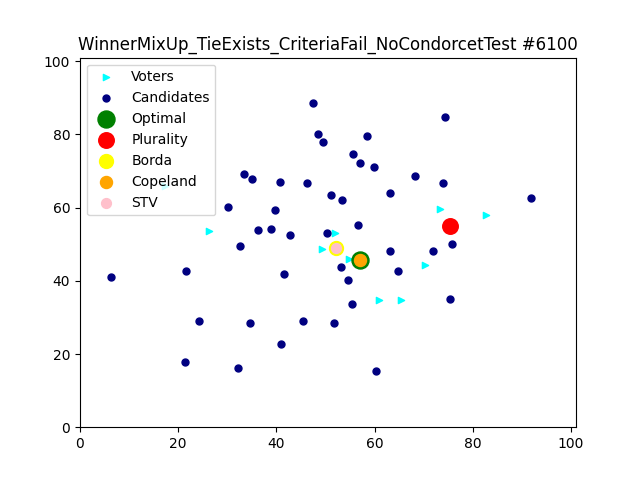 WinnerMixUp_TieExists_CriteriaFail_NoCondorcetTest #6100
100
80
60
40
20
0
Voters
Candidates
Optimal
Plurality
Borda
Copeland
STV
0 20 40 60 80 100